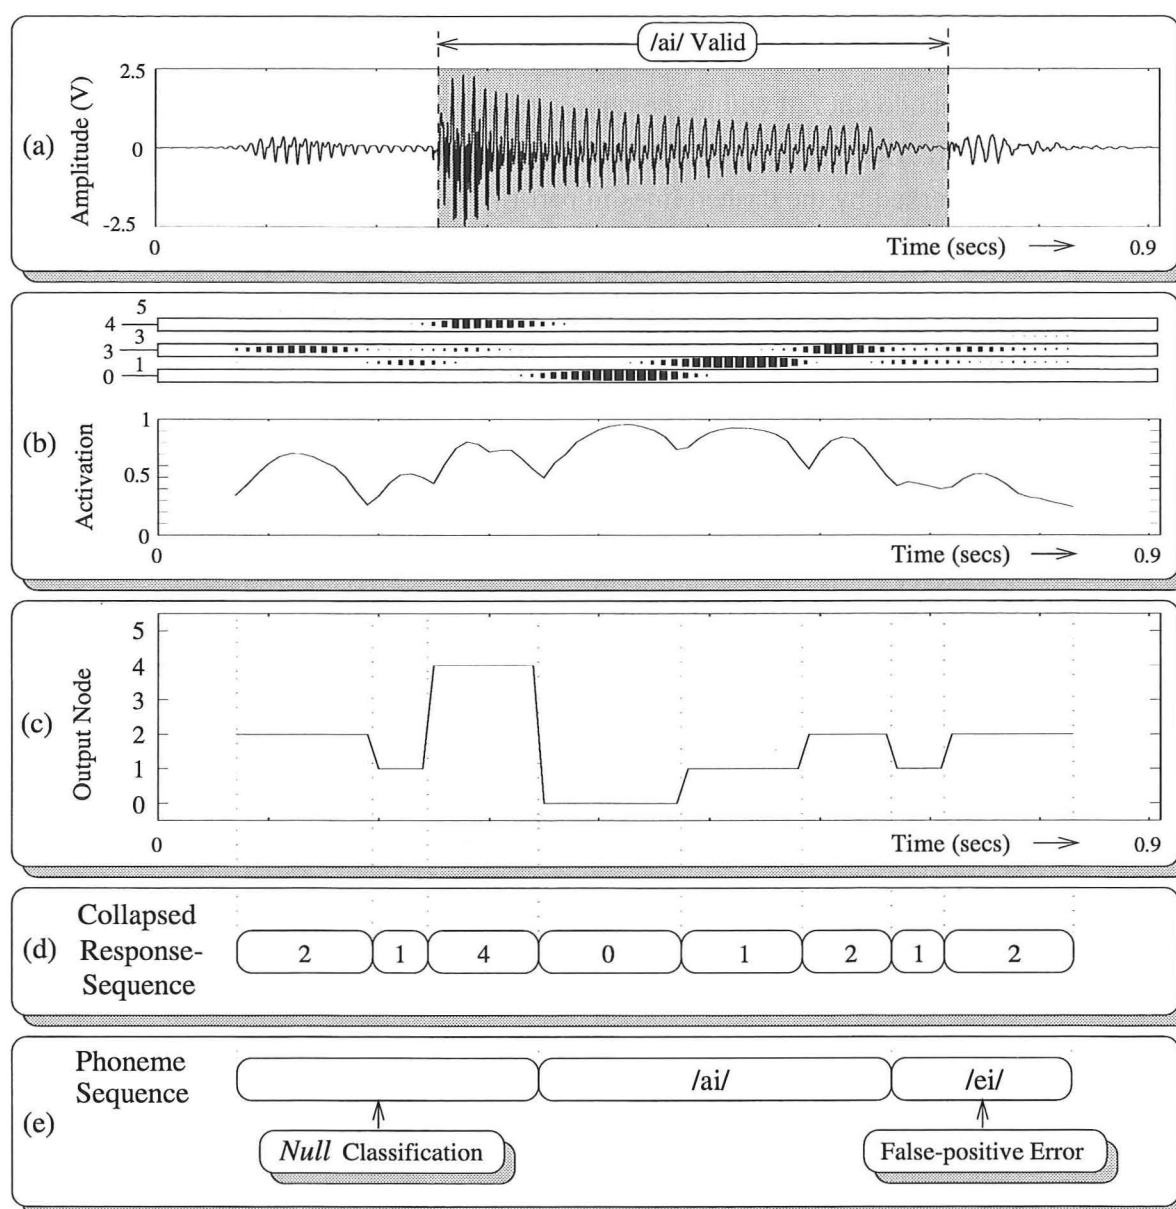 /ai/ Valid
(a)
Amplitude (V)
2.5
0
-2.5
0
Time (secs)
0.9
(b)
5
4
3
3
1
0
Activation
1
0.5
0
0
Time (secs)
0.9
(c)
Output Node
5
4
3
2
1
0
0
Time (secs)
0.9
(d)
Collapsed
Response-
Sequence
2 1 4 0 1 2 1 2
(e)
Phoneme
Sequence
/ai/ /ei/
Null Classification
False-positive Error